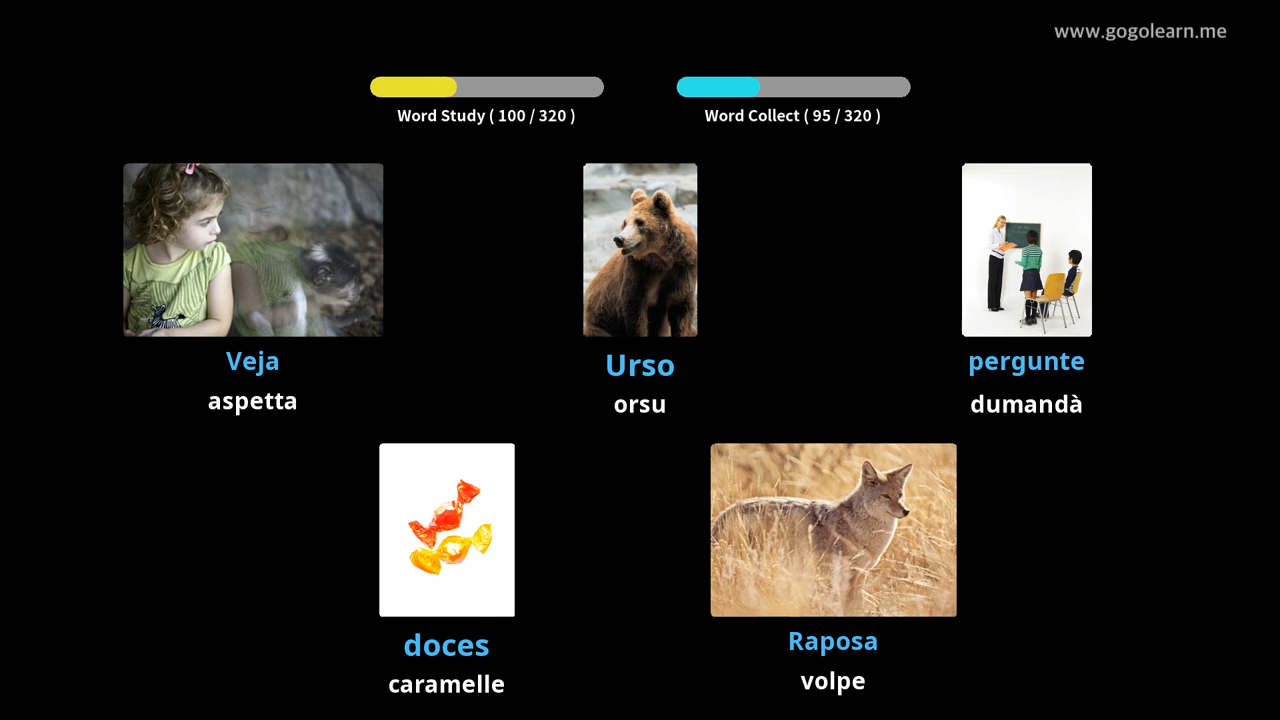 www.gogolearn.me
Word Study ( 100 / 320 )
Word Collect ( 95 / 320 )
Veja
aspetta
Urso
orsu
pergunte
dumandà
doces
caramelle
Raposa
volpe